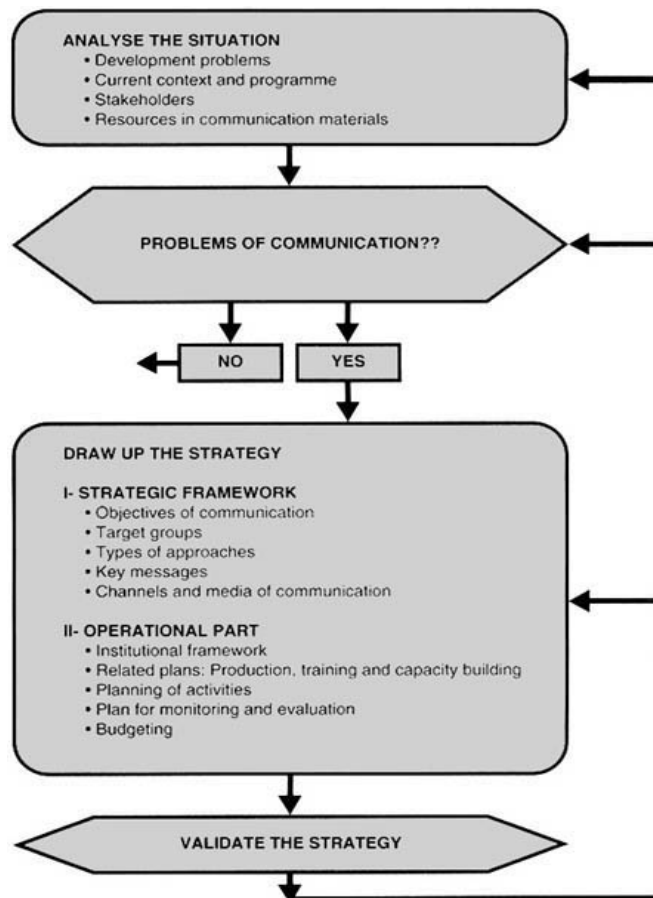 ANALYSE THE SITUATION
• Development problems
• Current context and programme
• Stakeholders
• Resources in communication materials
PROBLEMS OF COMMUNICATION??
NO
YES
DRAW UP THE STRATEGY
I- STRATEGIC FRAMEWORK
• Objectives of communication
• Target groups
• Types of approaches
• Key messages
• Channels and media of communication
II- OPERATIONAL PART
• Institutional framework
• Related plans: Production, training and capacity building
• Planning of activities
• Plan for monitoring and evaluation
• Budgeting
VALIDATE THE STRATEGY